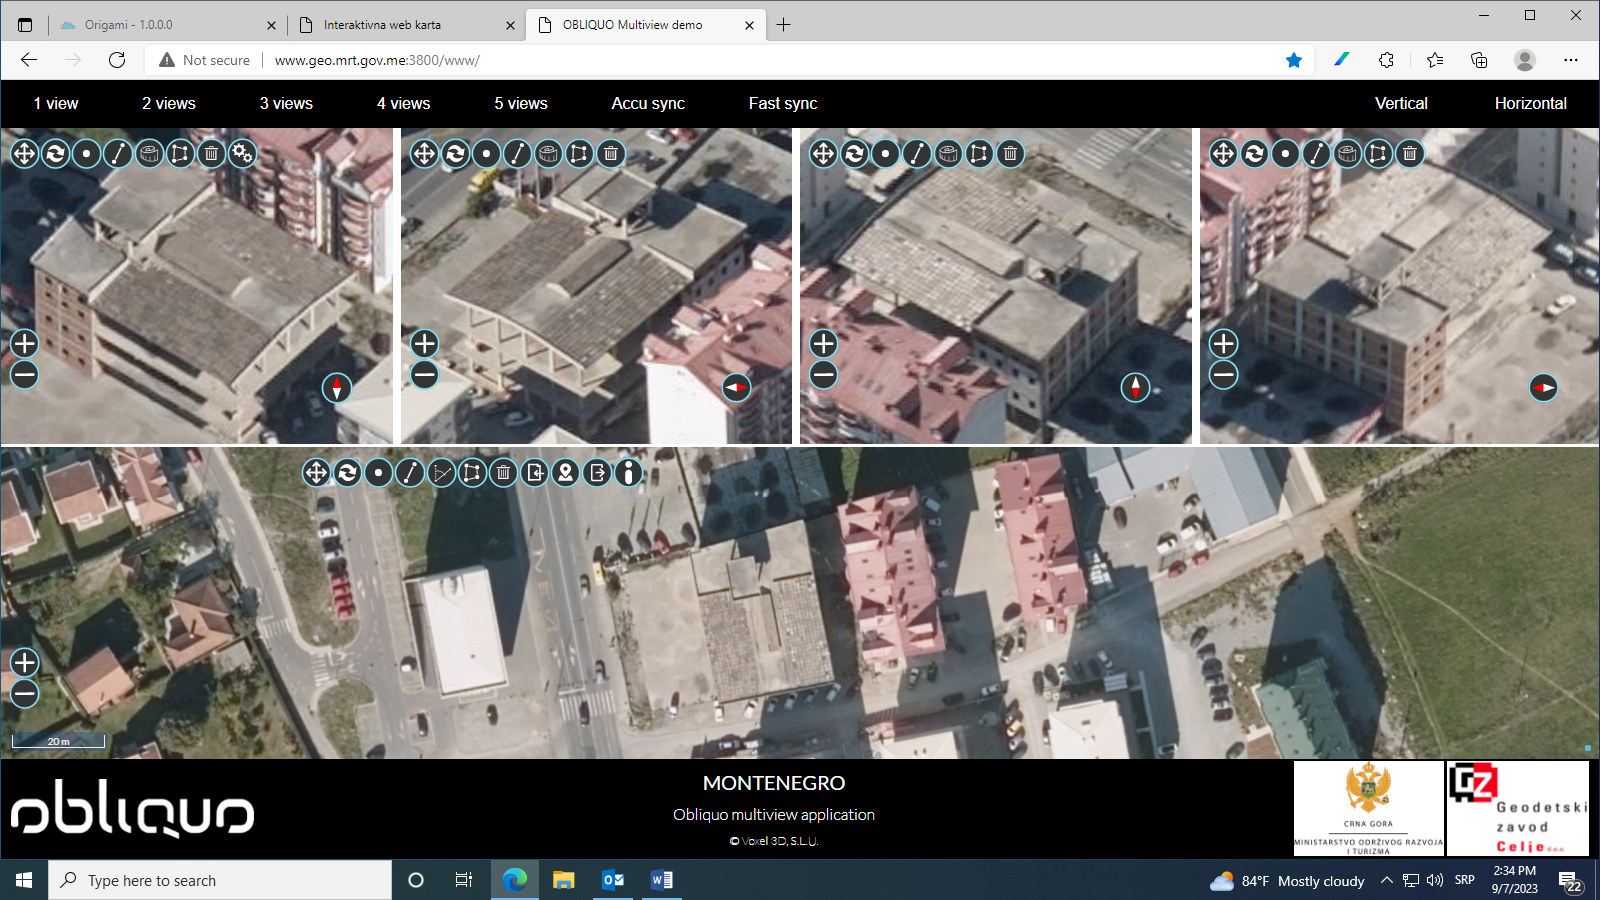 Origami - 1.0.0.0
Interaktivna web karta
OBLIQUO Multiview demo
Not secure
www.geo.mrt.gov.me:3800/www/
1 view
2 views
3 views
4 views
5 views
Accu sync
Fast sync
Vertical
Horizontal
20 m
obliquo
MONTENEGRO
Obliquo multiview application
© Voxel 3D, S.L.U.
CRNA GORA
MINISTARSTVO ODRŽIVOG RAZVOJA
I TURIZMA
GZ
Geodetski
zavod
Celje d.o.o.
Type here to search
84°F Mostly cloudy
SRP
2:34 PM
9/7/2023
22